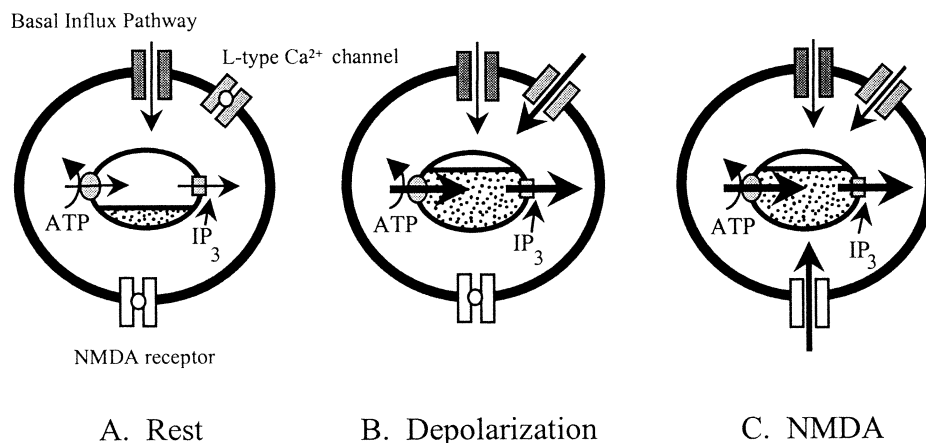 Basal Influx Pathway
L-type Ca²⁺ channel
ATP
IP₃
NMDA receptor
A. Rest
ATP
IP₃
B. Depolarization
ATP
IP₃
C. NMDA